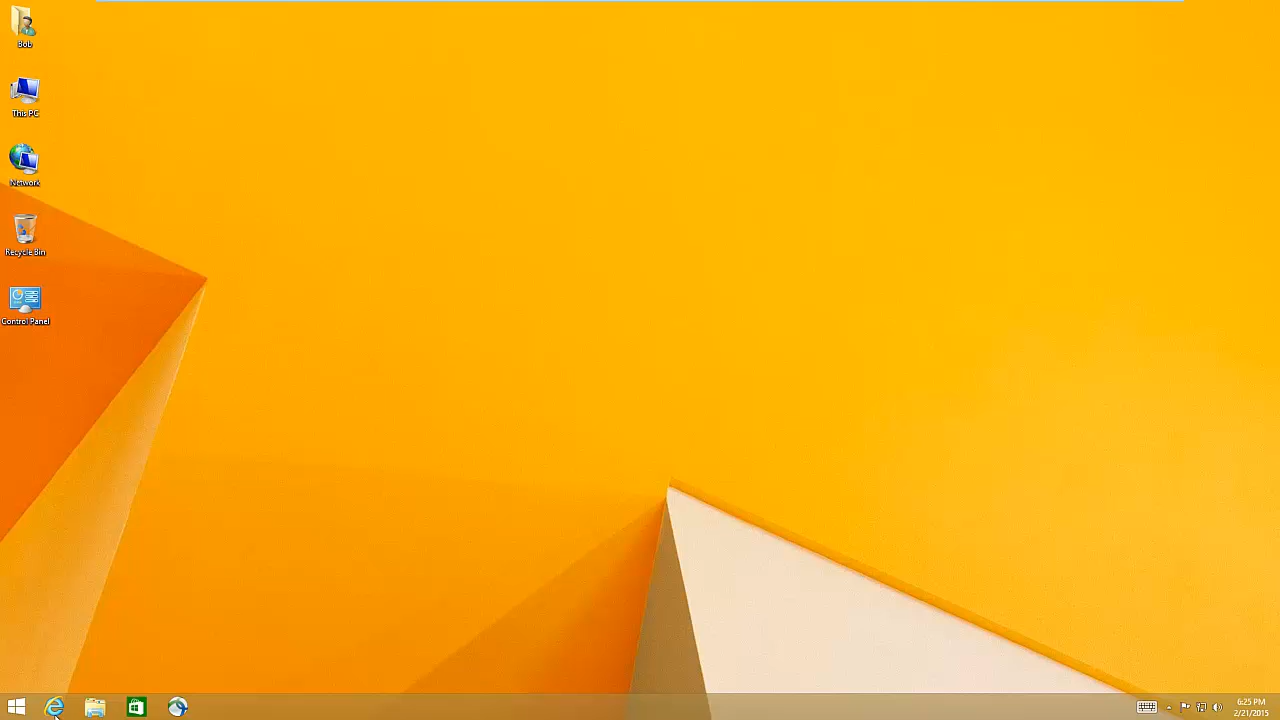 Bob
This PC
Network
Recycle Bin
Control Panel
6:25 PM
2/21/2015